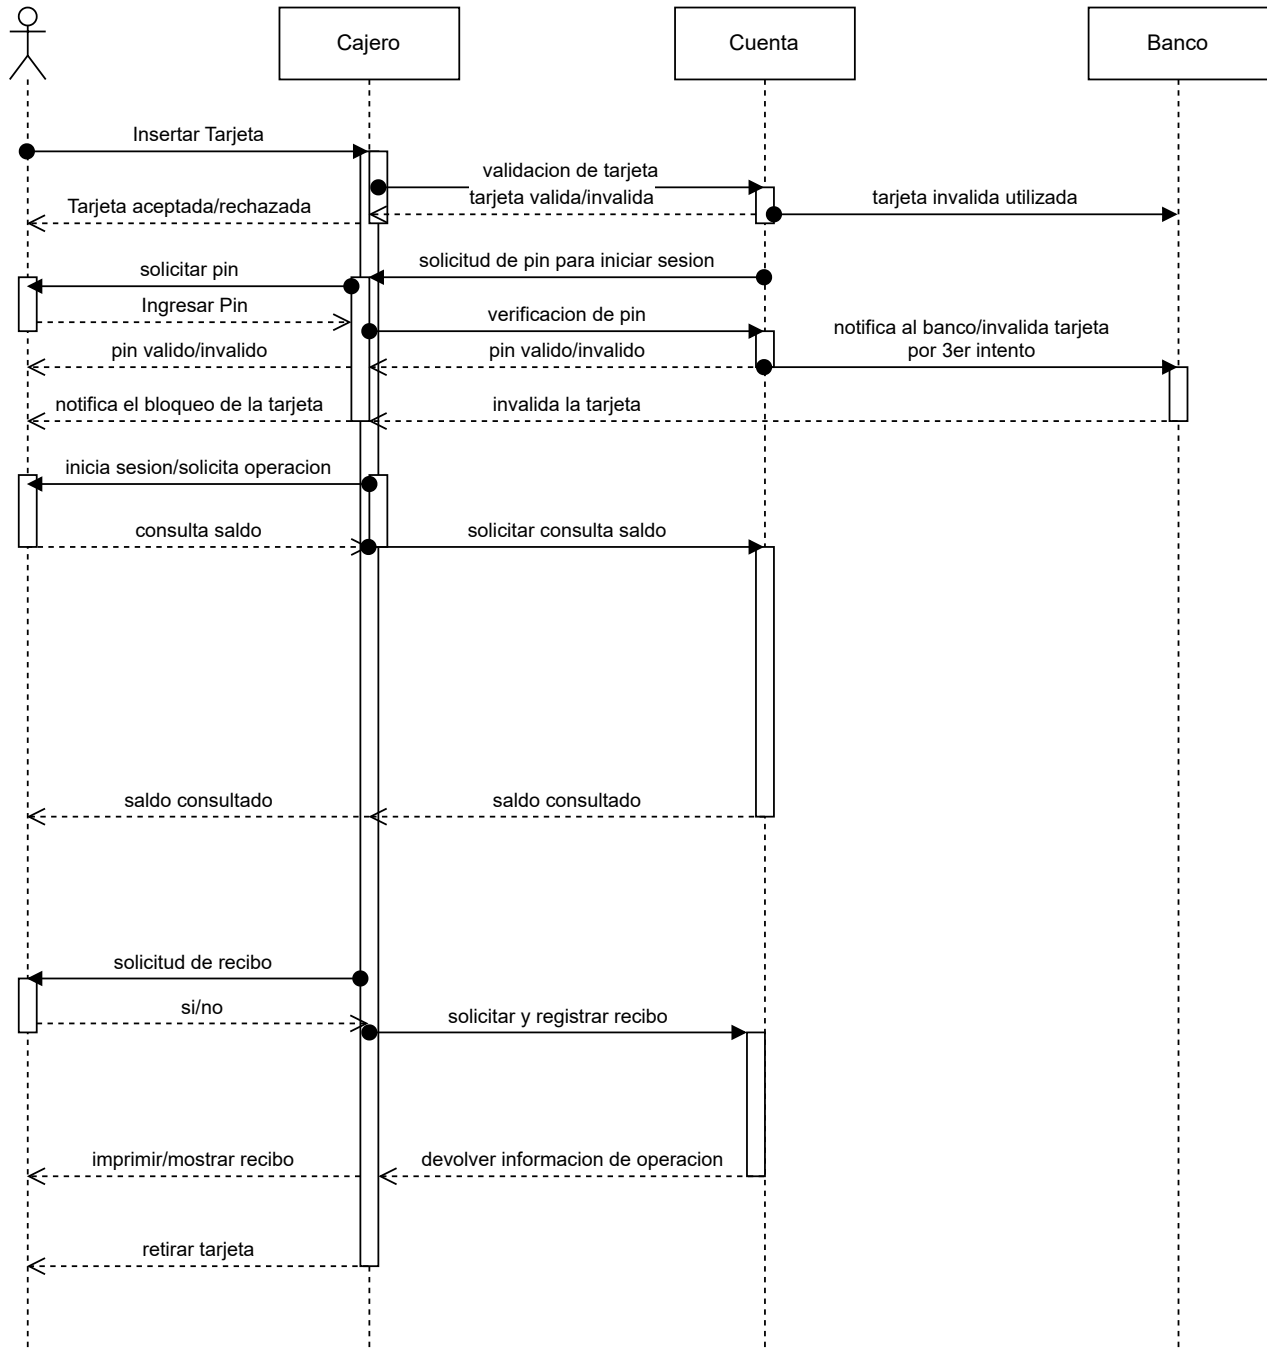 Cajero
Cuenta
Banco
Insertar Tarjeta
validacion de tarjeta
tarjeta valida/invalida
tarjeta invalida utilizada
Tarjeta aceptada/rechazada
solicitud de pin para iniciar sesion
solicitar pin
Ingresar Pin
verificacion de pin
notifica al banco/invalida tarjeta
por 3er intento
pin valido/invalido
pin valido/invalido
notifica el bloqueo de la tarjeta
invalida la tarjeta
inicia sesion/solicita operacion
consulta saldo
solicitar consulta saldo
saldo consultado
saldo consultado
solicitud de recibo
si/no
solicitar y registrar recibo
imprimir/mostrar recibo
devolver informacion de operacion
retirar tarjeta